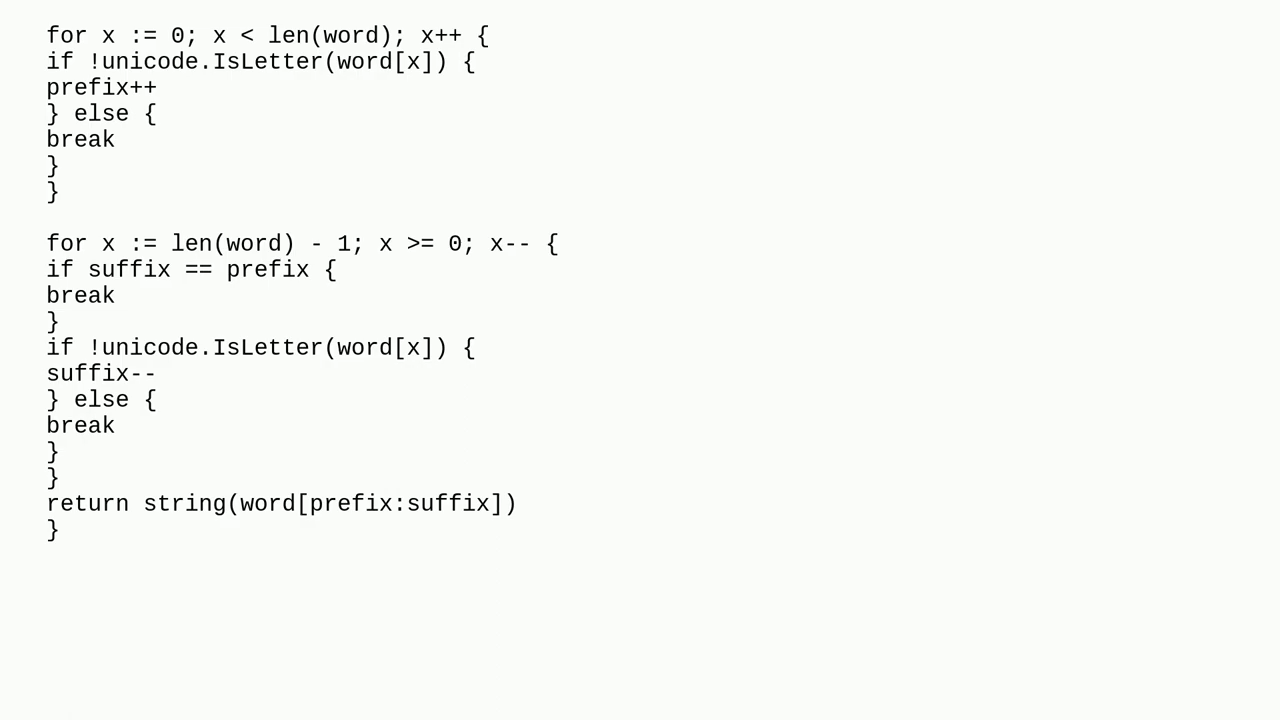 for x := 0; x < len(word); x++ {
if !unicode.IsLetter(word[x]) {
prefix++
} else {
break
}
}

for x := len(word) - 1; x >= 0; x-- {
if suffix == prefix {
break
}
if !unicode.IsLetter(word[x]) {
suffix--
} else {
break
}
}
return string(word[prefix:suffix])
}